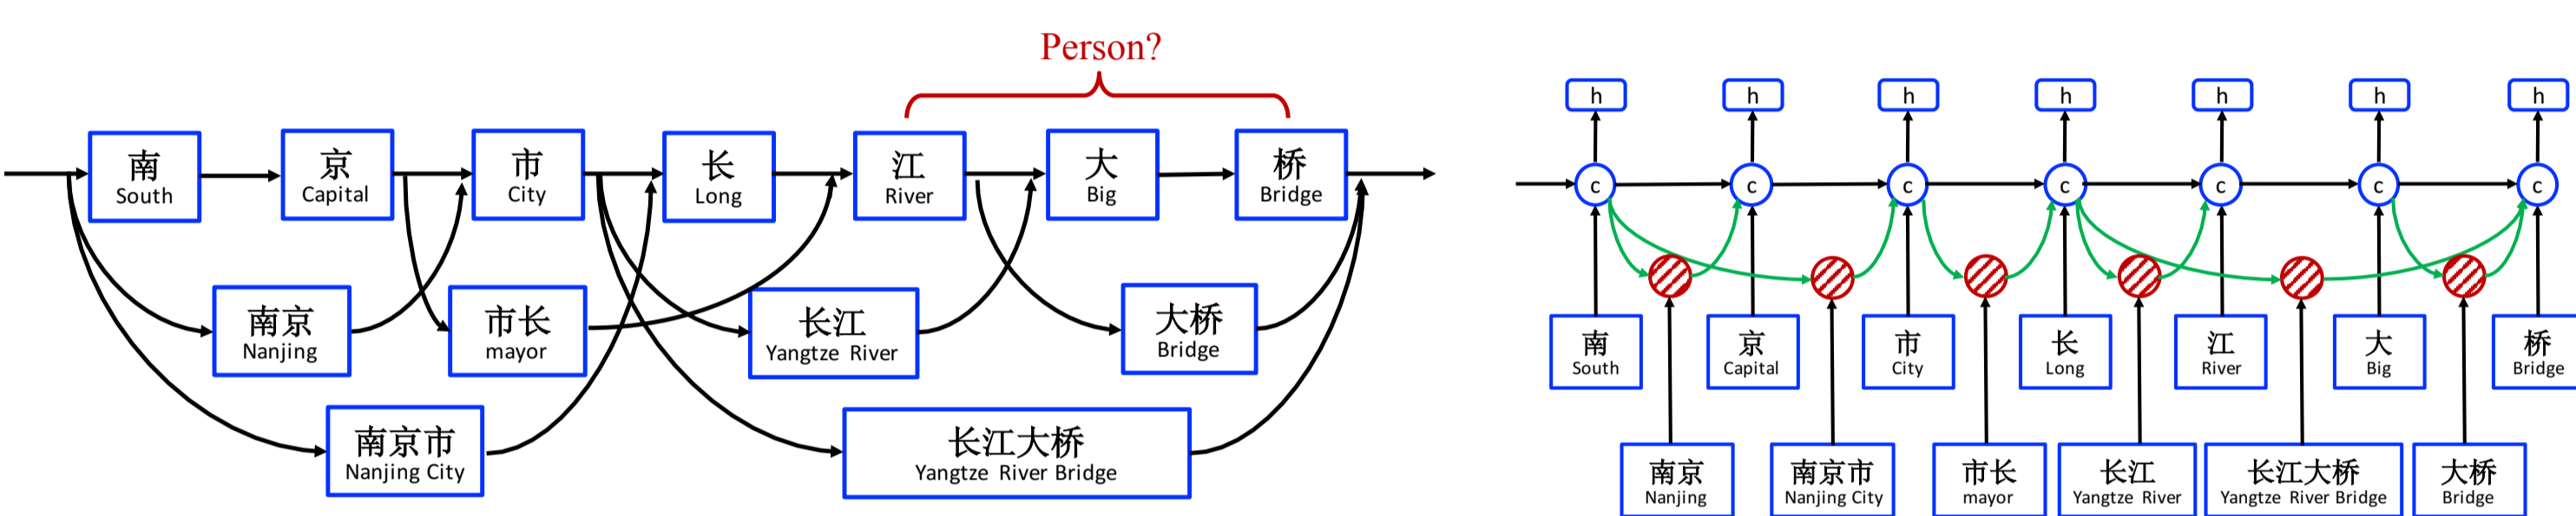 Person?
南
South
京
Capital
市
City
长
Long
江
River
大
Big
桥
Bridge
南京
Nanjing
市长
mayor
长江
Yangtze River
大桥
Bridge
南京市
Nanjing City
长江大桥
Yangtze River Bridge
h h h h h h h
c c c c c c c
南
South
京
Capital
市
City
长
Long
江
River
大
Big
桥
Bridge
南京
Nanjing
南京市
Nanjing City
市长
mayor
长江
Yangtze River
长江大桥
Yangtze River Bridge
大桥
Bridge